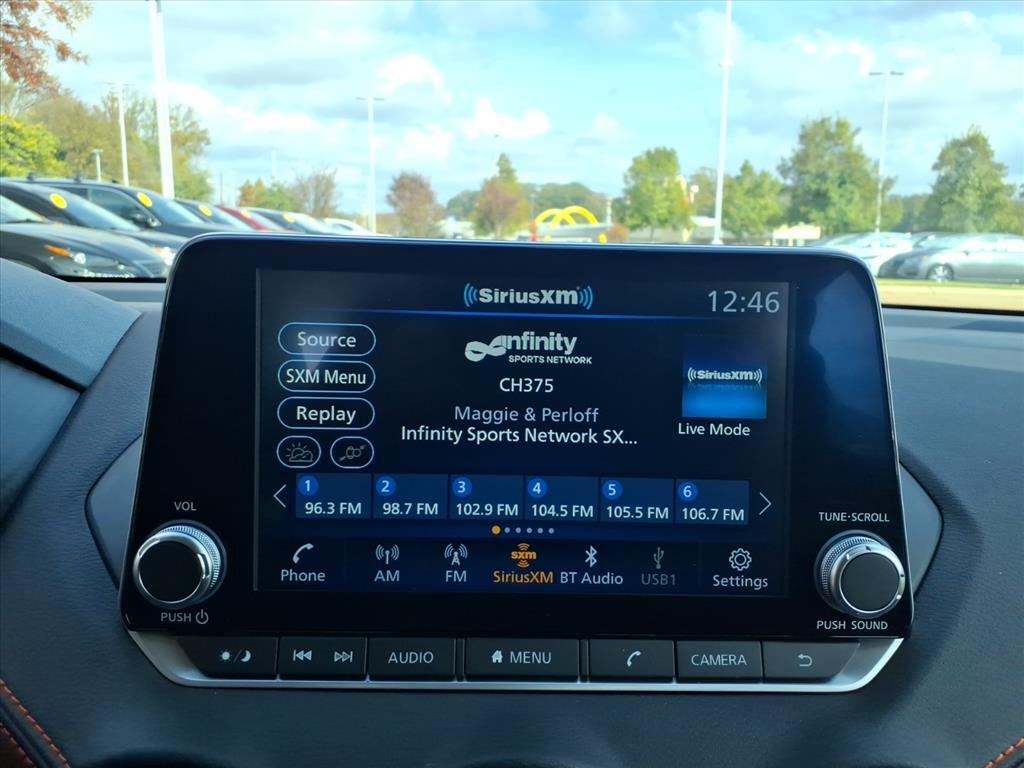 SiriusXM
12:46
Source
SXM Menu
Replay
Infinity
SPORTS NETWORK
CH375
Maggie & Perloff
Infinity Sports Network SX...
((SiriusXM))
Live Mode
1
96.3 FM
2
98.7 FM
3
102.9 FM
4
104.5 FM
5
105.5 FM
6
106.7 FM
Phone
AM
FM
sxm
SiriusXM
BT Audio
USB1
Settings
VOL
PUSH
TUNE·SCROLL
PUSH SOUND
AUDIO
MENU
CAMERA